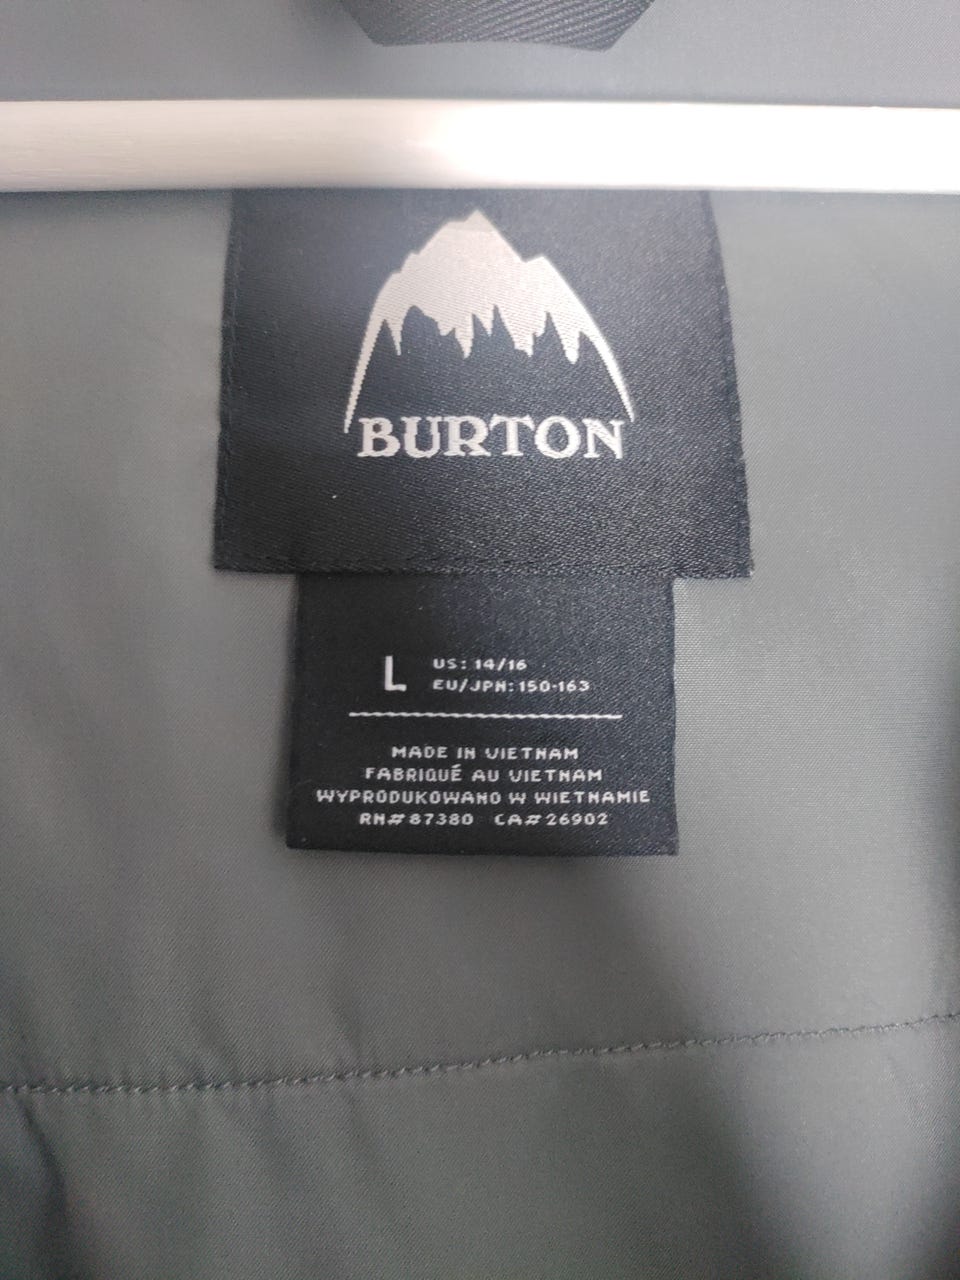 BURTON
L US: 14/16
EU/JPN: 150-163
MADE IN VIETNAM
FABRIQUÉ AU VIETNAM
WYPRODUKOWANO W WIETNAMIE
RN# 87380 CA# 26902